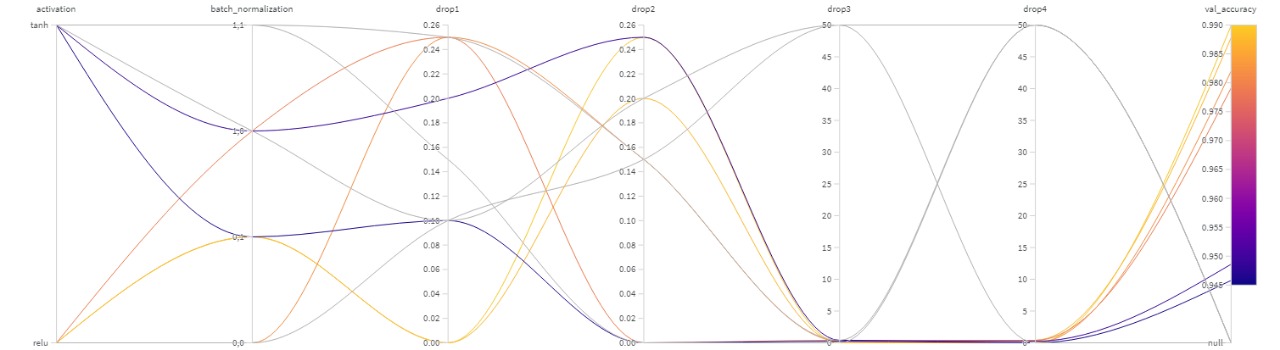 activation batch_normalization drop1 drop2 drop3 drop4 val_accuracy
tanh 1,1 0.26 0.26 50 50 0.990
0.24 0.24 45 45 0.985
0.22 0.22 40 40 0.980
0.20 0.20 35 35 0.975
1,0 0.18 0.18 30 30 0.970
0.16 0.16 25 25 0.965
0.14 0.14 20 20 0.960
0.12 0.12 15 15 0.955
0,1 0.10 0.10 10 10 0.950
0.08 0.08 5 5 0.945
0.06 0.06
0.04 0.04
0.02 0.02
relu 0,0 0.00 0.00 0 0 null